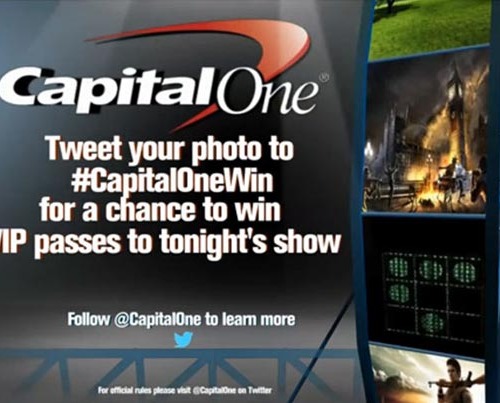 CapitalOne®
Tweet your photo to
#CapitalOneWin
for a chance to win
VIP passes to tonight's show
Follow @CapitalOne to learn more
For official rules please visit @CapitalOne on Twitter